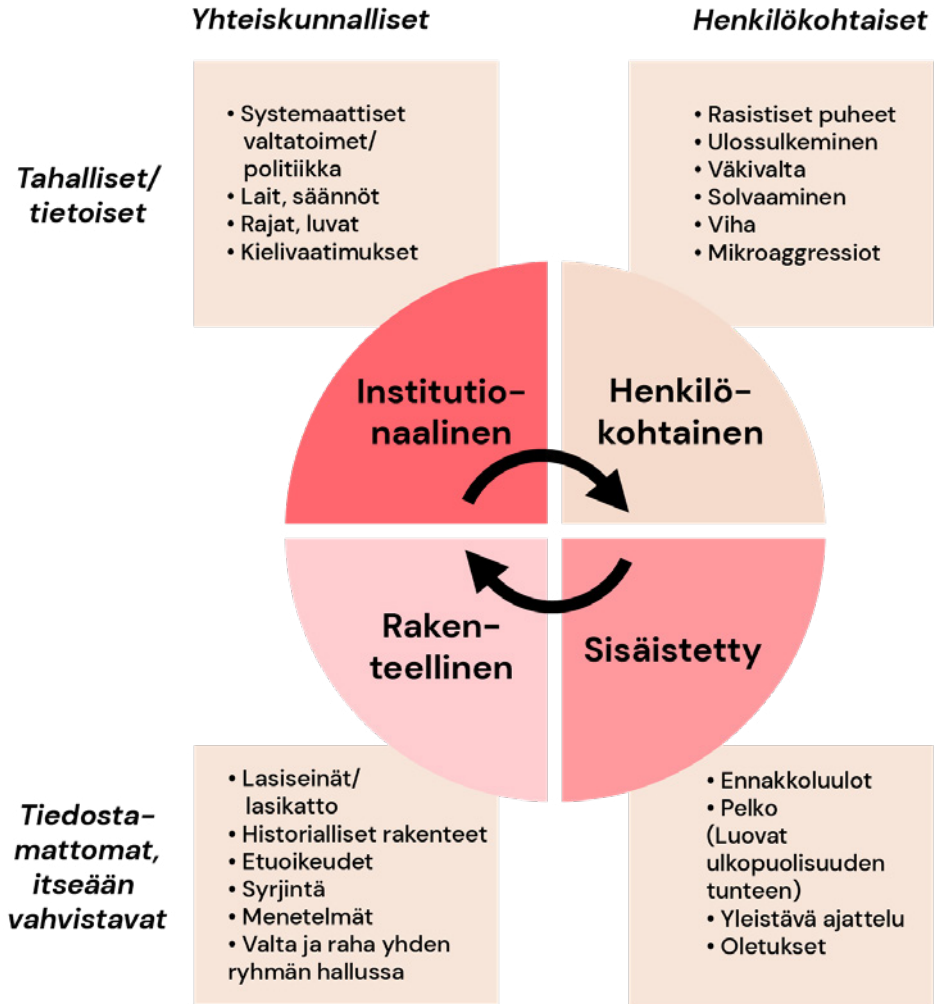 Yhteiskunnalliset
Henkilökohtaiset
Tahalliset/
tietoiset
• Systemaattiset
valtatoimet/
politiikka
• Lait, säännöt
• Rajat, luvat
• Kielivaatimukset
• Rasistiset puheet
• Ulossulkeminen
• Väkivalta
• Solvaaminen
• Viha
• Mikroaggressiot
Institutio-
naalinen
Henkilö-
kohtainen
Raken-
teellinen
Sisäistetty
Tiedosta-
mattomat,
itseään
vahvistavat
• Lasiseinät/
lasikatto
• Historialliset rakenteet
• Etuoikeudet
• Syrjintä
• Menetelmät
• Valta ja raha yhden
ryhmän hallussa
• Ennakkoluulot
• Pelko
(Luovat
ulkopuolisuuden
tunteen)
• Yleistävä ajattelu
• Oletukset